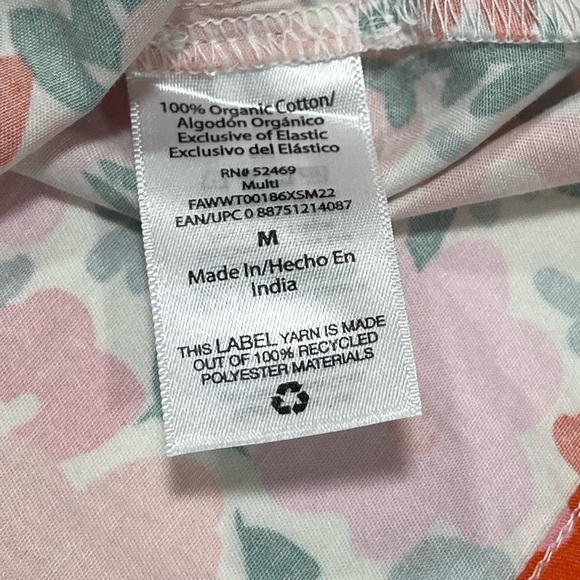 100% Organic Cotton/
Algodón Orgánico
Exclusive of Elastic
Exclusivo del Elástico
RN# 52469
Multi
FAWWT00186XSM22
EAN/UPC 0 88751214087
M
Made In/Hecho En
India
THIS LABEL YARN IS MADE
OUT OF 100% RECYCLED
POLYESTER MATERIALS